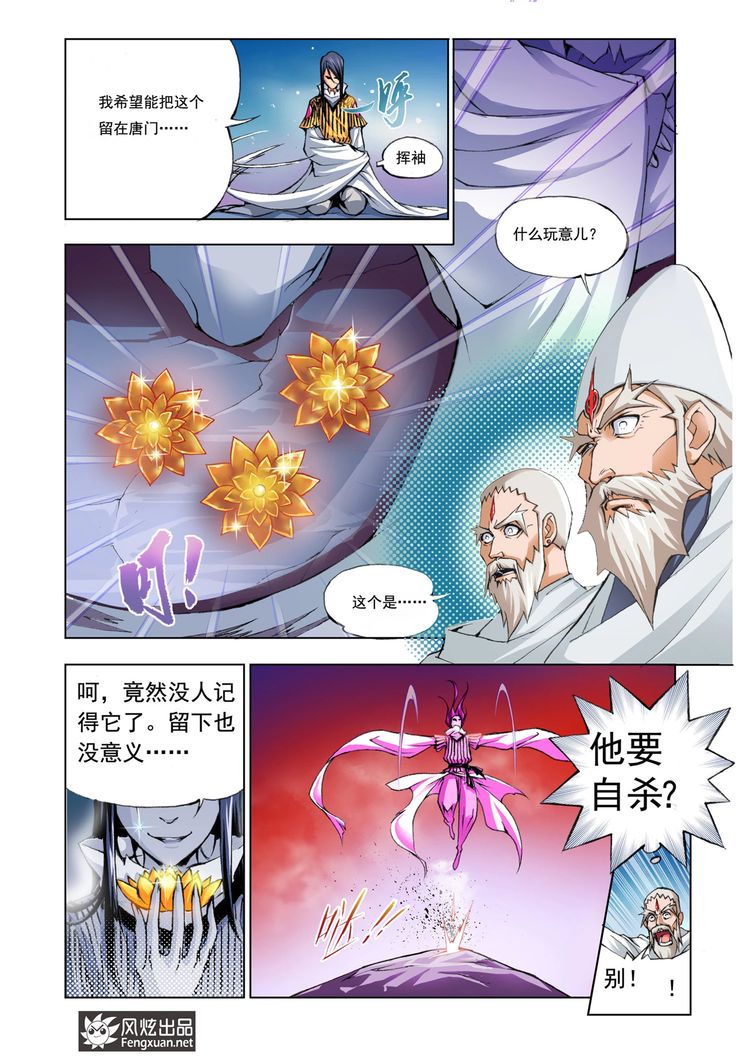 我希望能把这个
留在唐门……
呼
挥袖
什么玩意儿？
叮！
这个是……
呵，竟然没人记
得它了。留下也
没意义……
哒！！
他要
自杀？
别！！
风炫出品
Fengxuan.net